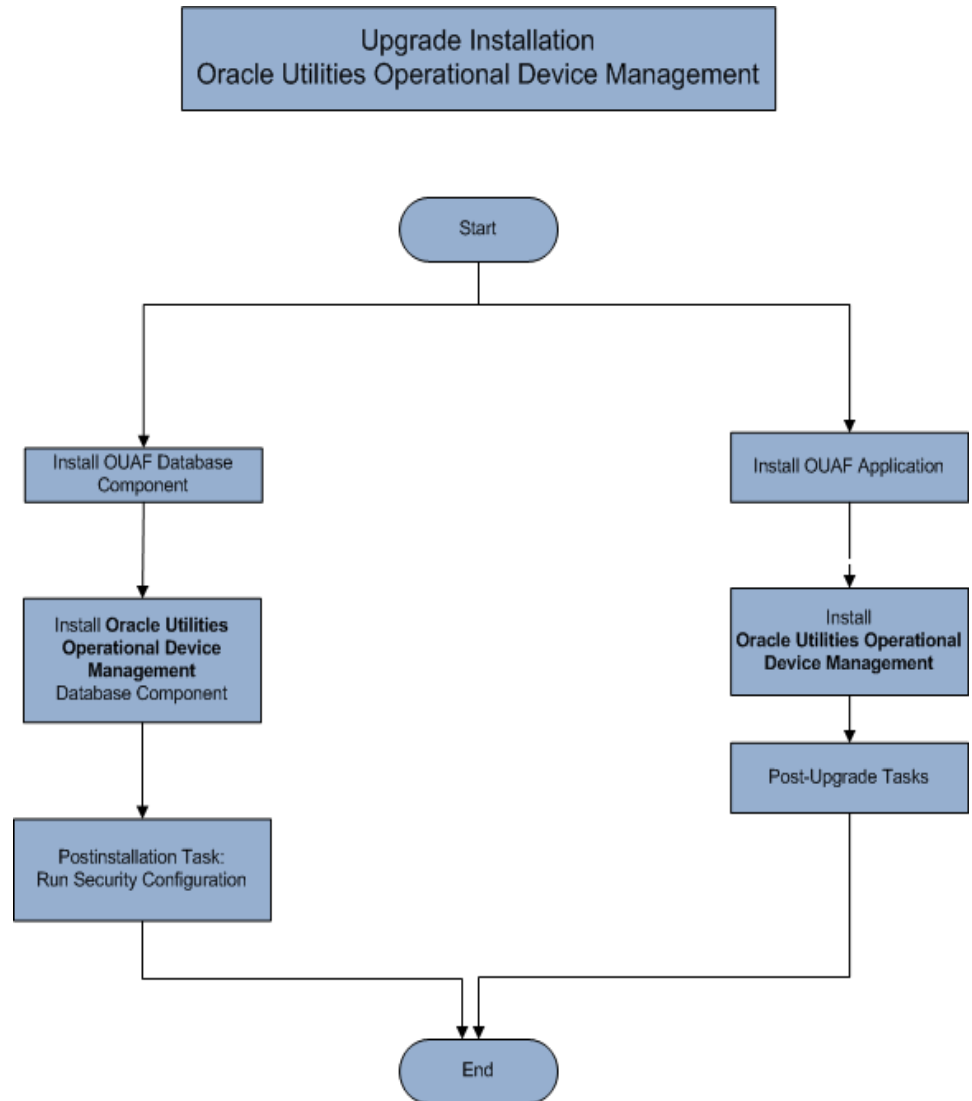 Upgrade Installation
Oracle Utilities Operational Device Management
Start
Install OUAF Database
Component
Install Oracle Utilities
Operational Device
Management
Database Component
Postinstallation Task:
Run Security Configuration
Install OUAF Application
Install
Oracle Utilities Operational
Device Management
Post-Upgrade Tasks
End